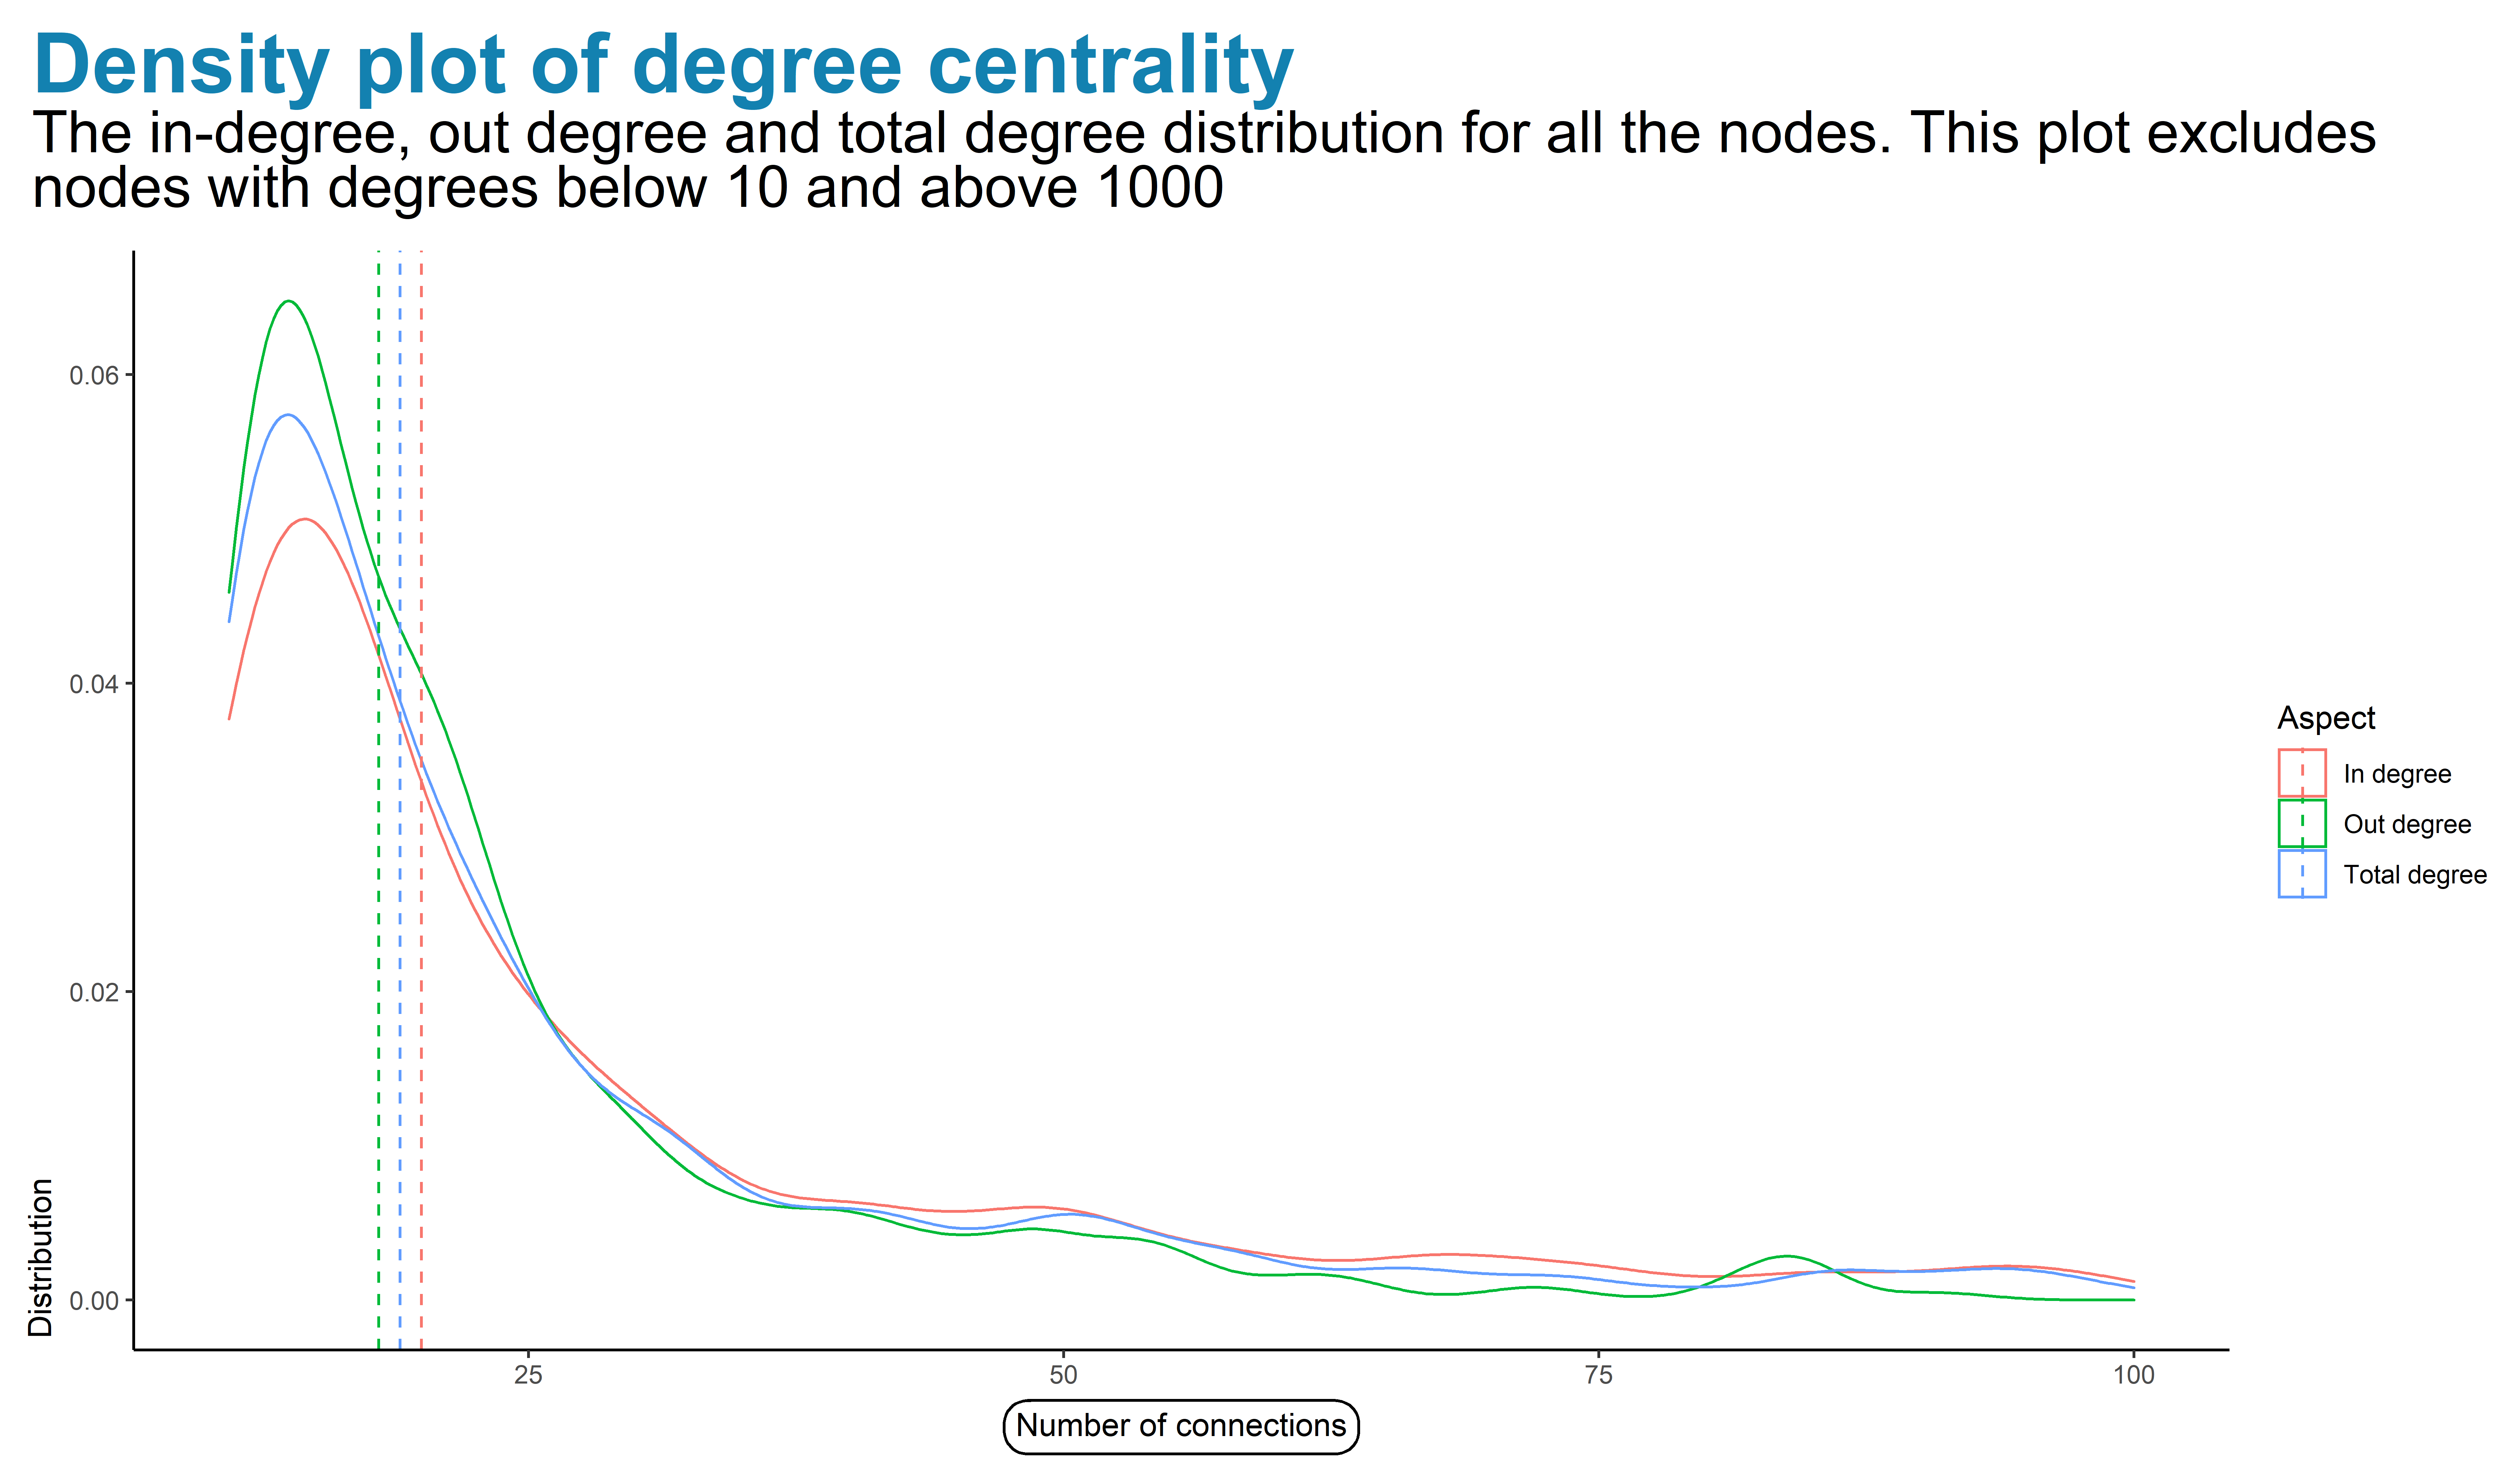 Density plot of degree centrality
The in-degree, out degree and total degree distribution for all the nodes. This plot excludes
nodes with degrees below 10 and above 1000
0.06
0.04
0.02
0.00
Distribution
25
50
75
100
Number of connections
Aspect
In degree
Out degree
Total degree